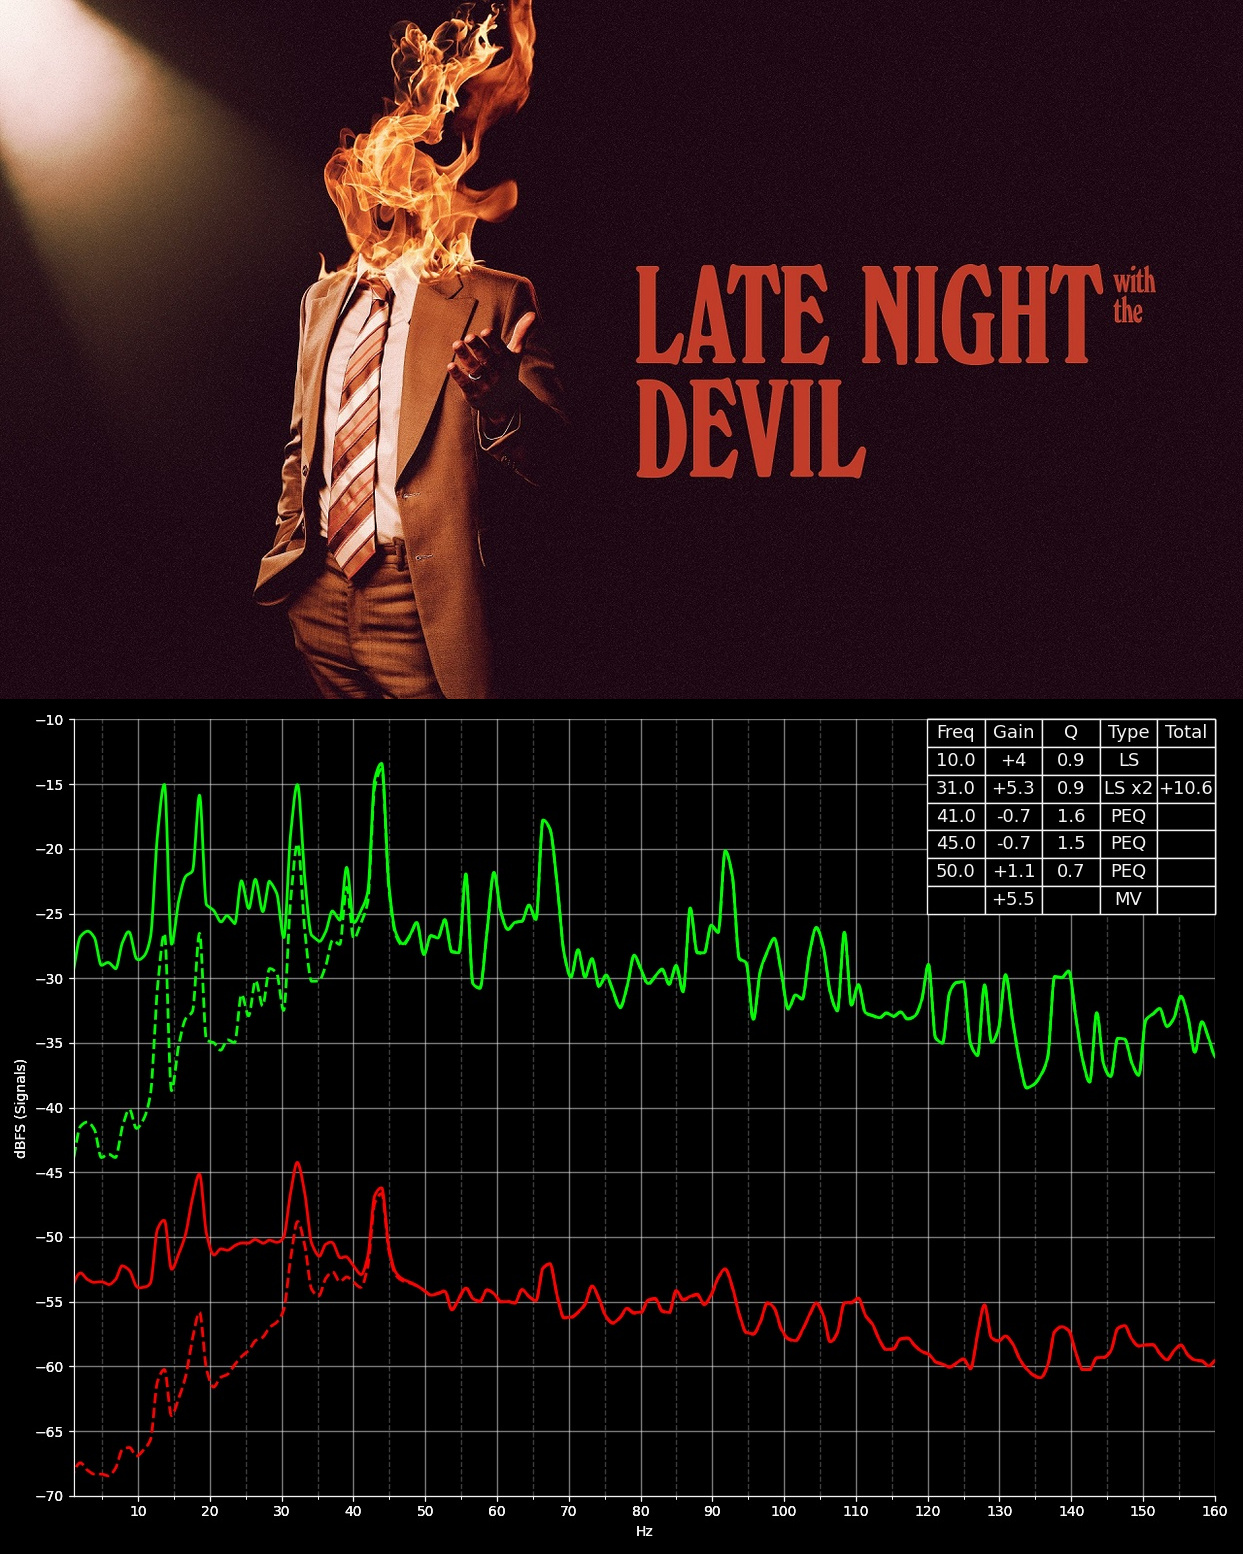 LATE NIGHT with the
DEVIL
Freq Gain Q Type Total
10.0 +4 0.9 LS
31.0 +5.3 0.9 LS x2 +10.6
41.0 -0.7 1.6 PEQ
45.0 -0.7 1.5 PEQ
50.0 +1.1 0.7 PEQ
+5.5 MV
dBFS (Signals)
−10
−15
−20
−25
−30
−35
−40
−45
−50
−55
−60
−65
−70
10 20 30 40 50 60 70 80 90 100 110 120 130 140 150 160
Hz